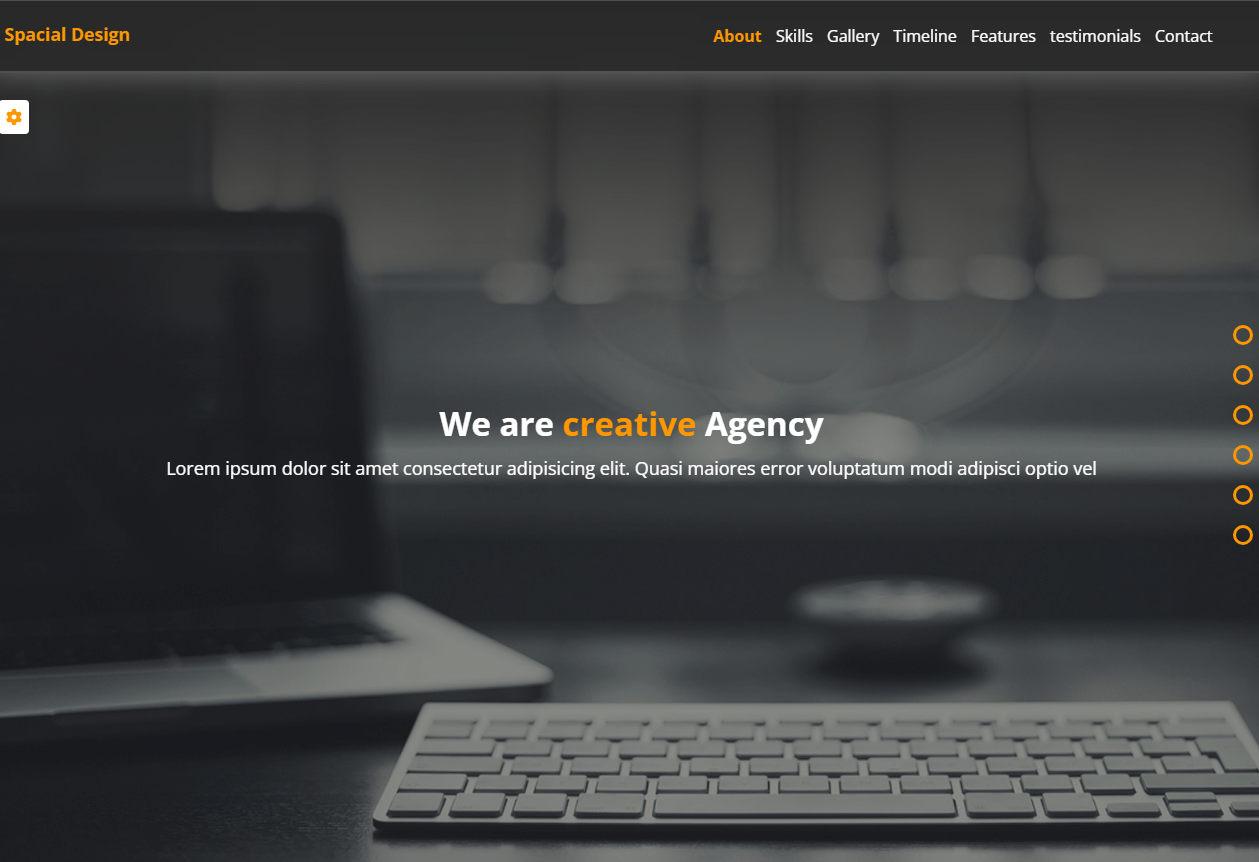 Spacial Design
About Skills Gallery Timeline Features testimonials Contact
We are creative Agency
Lorem ipsum dolor sit amet consectetur adipisicing elit. Quasi maiores error voluptatum modi adipisci optio vel